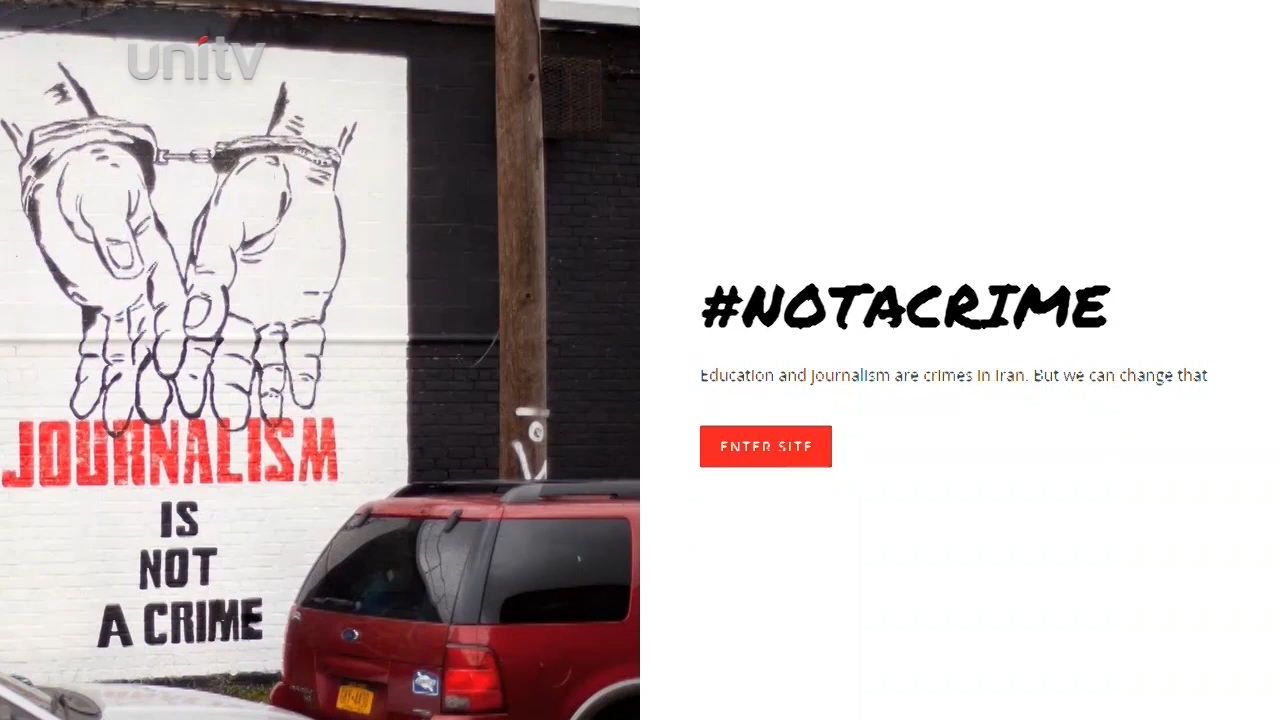 unitv
JOURNALISM
IS
NOT
A CRIME
#NOTACRIME
Education and Journalism are crimes in Iran. But we can change that
ENTER SITE